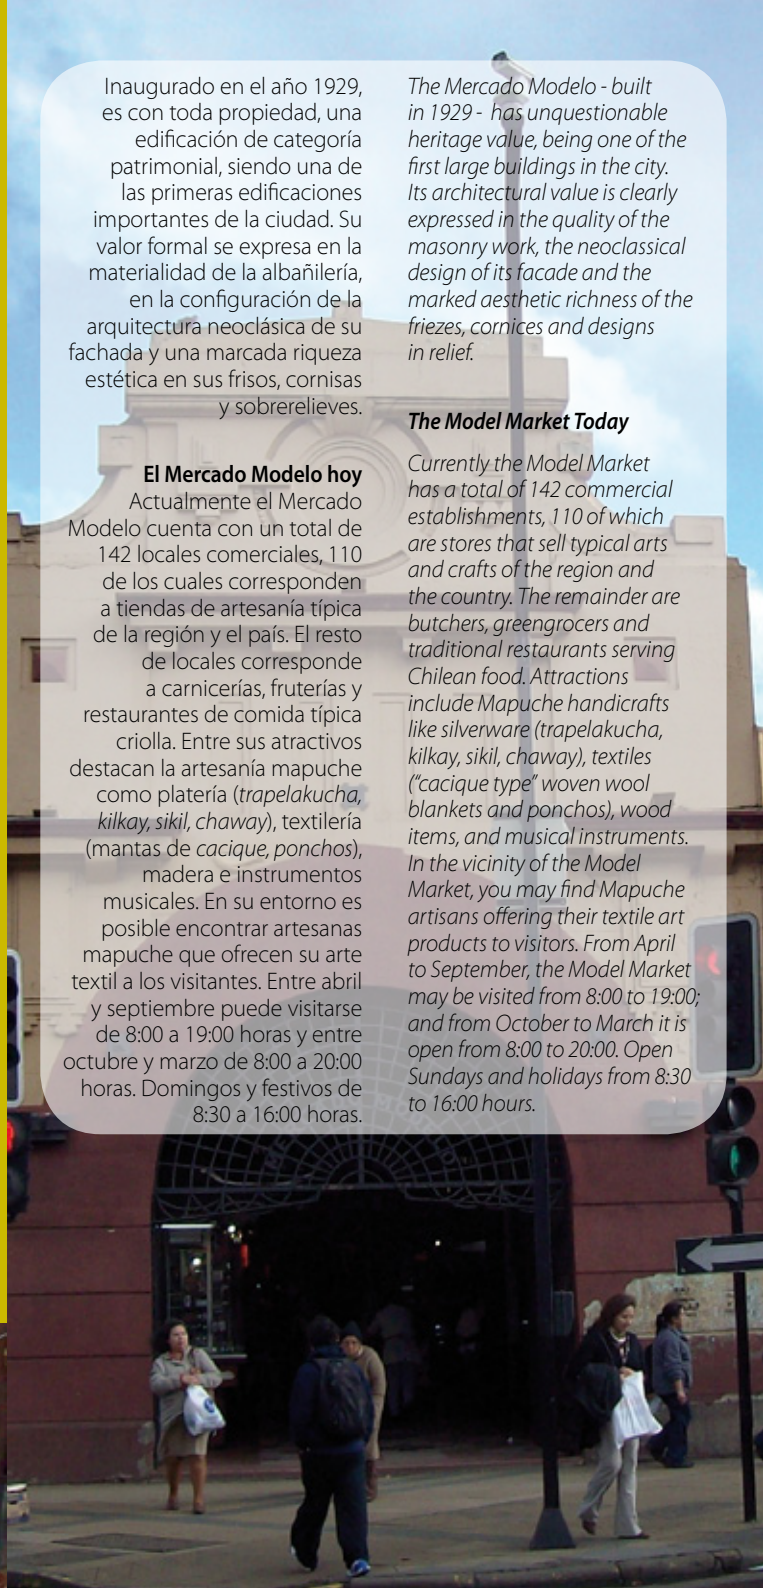 Inaugurado en el año 1929,
es con toda propiedad, una
edificación de categoría
patrimonial, siendo una de
las primeras edificaciones
importantes de la ciudad. Su
valor formal se expresa en la
materialidad de la albañilería,
en la configuración de la
arquitectura neoclásica de su
fachada y una marcada riqueza
estética en sus frisos, cornisas
y sobrerelieves.
El Mercado Modelo hoy
Actualmente el Mercado
Modelo cuenta con un total de
142 locales comerciales, 110
de los cuales corresponden
a tiendas de artesanía típica
de la región y el país. El resto
de locales corresponde
a carnicerías, fruterías y
restaurantes de comida típica
criolla. Entre sus atractivos
destacan la artesanía mapuche
como platería (trapelakucha,
kilkay, sikil, chaway), textilería
(mantas de cacique, ponchos),
madera e instrumentos
musicales. En su entorno es
posible encontrar artesanas
mapuche que ofrecen su arte
textil a los visitantes. Entre abril
y septiembre puede visitarse
de 8:00 a 19:00 horas y entre
octubre y marzo de 8:00 a 20:00
horas. Domingos y festivos de
8:30 a 16:00 horas.
The Mercado Modelo - built
in 1929 - has unquestionable
heritage value, being one of the
first large buildings in the city.
Its architectural value is clearly
expressed in the quality of the
masonry work, the neoclassical
design of its facade and the
marked aesthetic richness of the
friezes, cornices and designs
in relief.
The Model Market Today
Currently the Model Market
has a total of 142 commercial
establishments, 110 of which
are stores that sell typical arts
and crafts of the region and
the country. The remainder are
butchers, greengrocers and
traditional restaurants serving
Chilean food. Attractions
include Mapuche handicrafts
like silverware (trapelakucha,
kilkay, sikil, chaway), textiles
("cacique type" woven wool
blankets and ponchos), wood
items, and musical instruments.
In the vicinity of the Model
Market, you may find Mapuche
artisans offering their textile art
products to visitors. From April
to September, the Model Market
may be visited from 8:00 to 19:00;
and from October to March it is
open from 8:00 to 20:00. Open
Sundays and holidays from 8:30
to 16:00 hours.